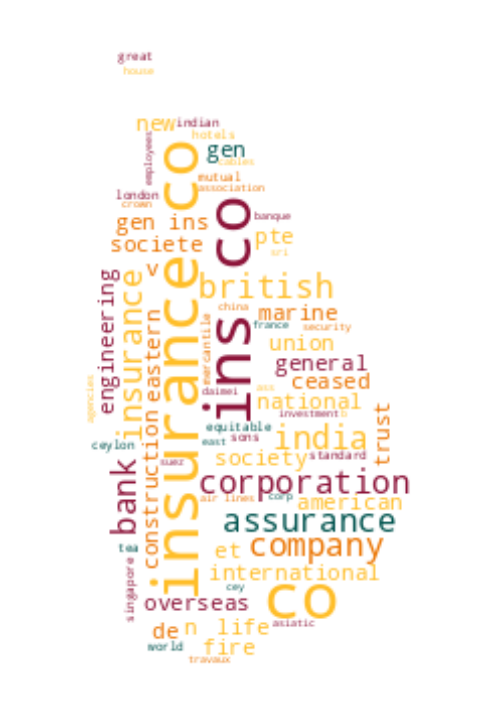 great
house
new
indian
hotels
employees
co
gen
cables
mutual
association
london
crown
ins co
banque
gen ins
pte
societe
sri
v
insurance co
british
engineering
insurance
eastern
china
marine
mercantile
france
security
union
general
ceased
daimei
ass
national
agencies
investment
b
trust
construction
equitable
east
sons
india
ceylon
society
standard
suez
bank
corporation
air lines
corp
american
assurance
tea
et
company
international
singapore
cey
overseas
co
asiatic
de
n
life
world
fire
travaux